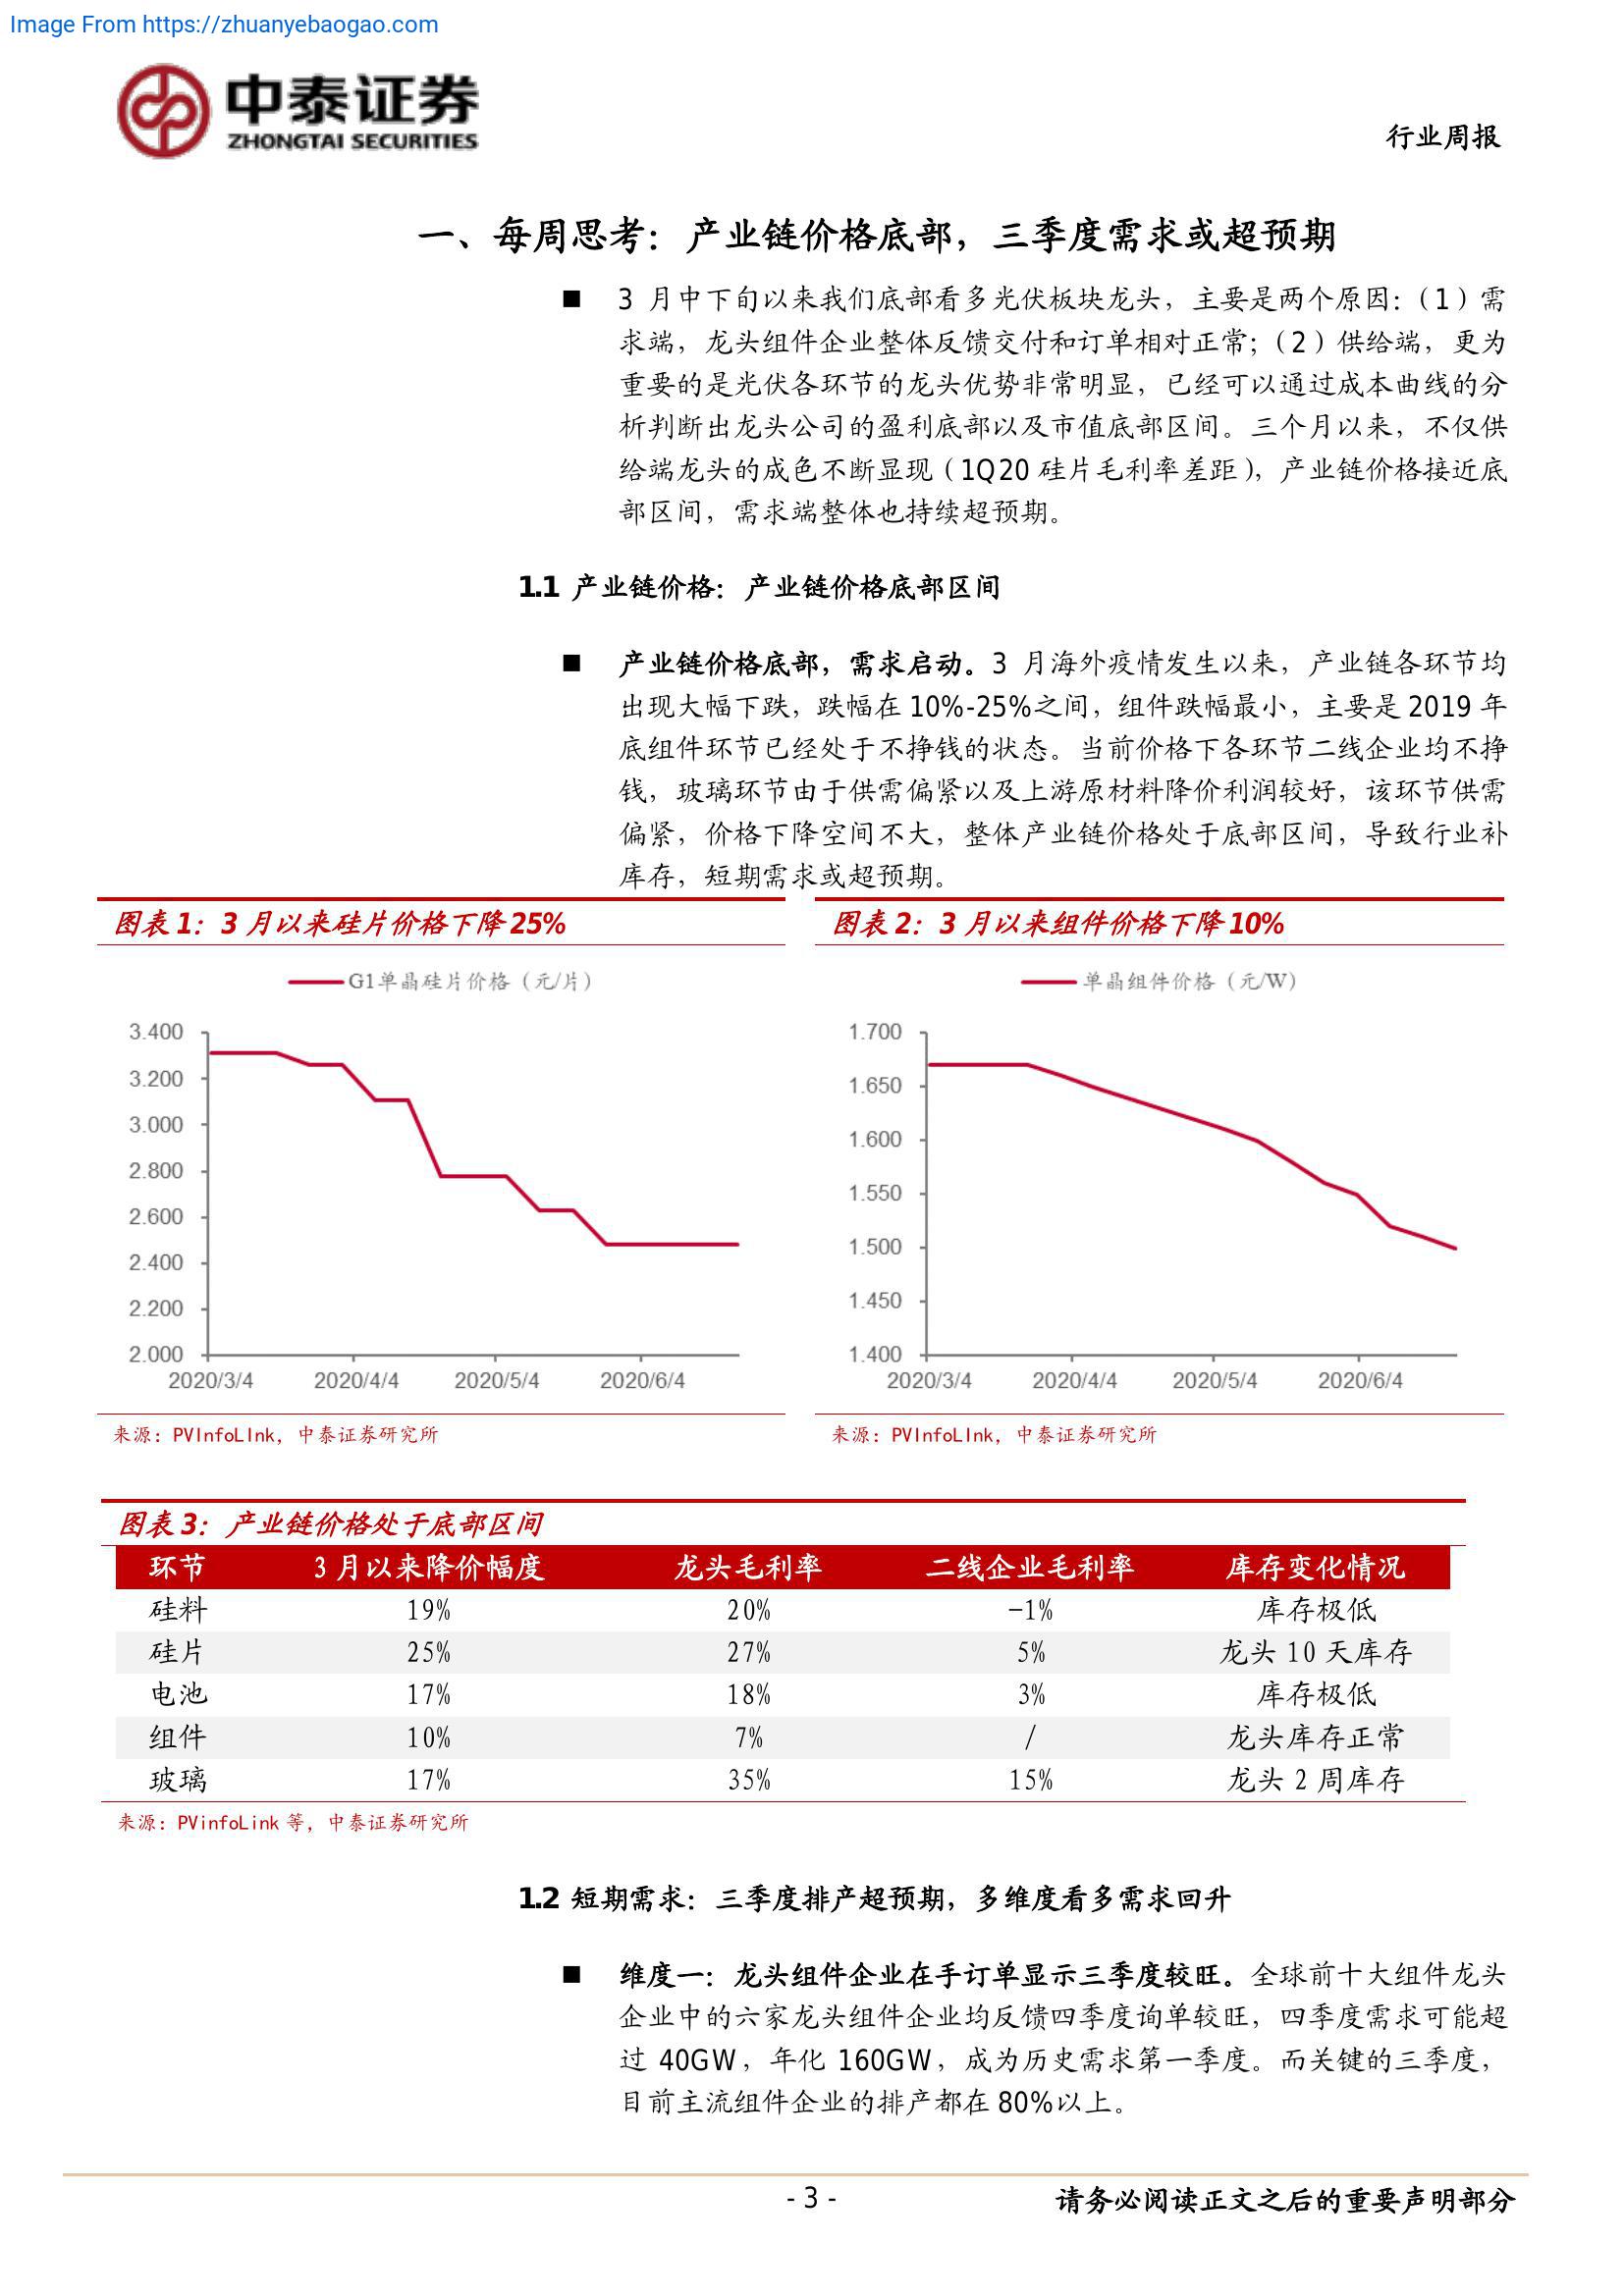 Image From https://zhuanyebaogao.com
中泰证券
ZHONGTAI SECURITIES
行业周报
一、每周思考：产业链价格底部，三季度需求或超预期
■ 3 月中下旬以来我们底部看多光伏板块龙头，主要是两个原因：（1）需
求端，龙头组件企业整体反馈交付和订单相对正常；（2）供给端，更为
重要的是光伏各环节的龙头优势非常明显，已经可以通过成本曲线的分
析判断出龙头公司的盈利底部以及市值底部区间。三个月以来，不仅供
给端龙头的成色不断显现（1Q20 硅片毛利率差距），产业链价格接近底
部区间，需求端整体也持续超预期。
1.1 产业链价格：产业链价格底部区间
■ 产业链价格底部，需求启动。3 月海外疫情发生以来，产业链各环节均
出现大幅下跌，跌幅在 10%-25%之间，组件跌幅最小，主要是 2019 年
底组件环节已经处于不挣钱的状态。当前价格下各环节二线企业均不挣
钱，玻璃环节由于供需偏紧以及上游原材料降价利润较好，该环节供需
偏紧，价格下降空间不大，整体产业链价格处于底部区间，导致行业补
库存，短期需求或超预期。
图表 1：3 月以来硅片价格下降 25%
G1单晶硅片价格（元/片）
3.400
3.200
3.000
2.800
2.600
2.400
2.200
2.000
2020/3/4 2020/4/4 2020/5/4 2020/6/4
来源：PVInfoLInk，中泰证券研究所
图表 2：3 月以来组件价格下降 10%
单晶组件价格（元/W）
1.700
1.650
1.600
1.550
1.500
1.450
1.400
2020/3/4 2020/4/4 2020/5/4 2020/6/4
来源：PVInfoLInk，中泰证券研究所
图表 3：产业链价格处于底部区间
环节 3 月以来降价幅度 龙头毛利率 二线企业毛利率 库存变化情况
硅料 19% 20% -1% 库存极低
硅片 25% 27% 5% 龙头 10 天库存
电池 17% 18% 3% 库存极低
组件 10% 7% / 龙头库存正常
玻璃 17% 35% 15% 龙头 2 周库存
来源：PVinfoLink 等，中泰证券研究所
1.2 短期需求：三季度排产超预期，多维度看多需求回升
■ 维度一：龙头组件企业在手订单显示三季度较旺。全球前十大组件龙头
企业中的六家龙头组件企业均反馈四季度询单较旺，四季度需求可能超
过 40GW，年化 160GW，成为历史需求第一季度。而关键的三季度，
目前主流组件企业的排产都在 80%以上。
- 3 -
请务必阅读正文之后的重要声明部分